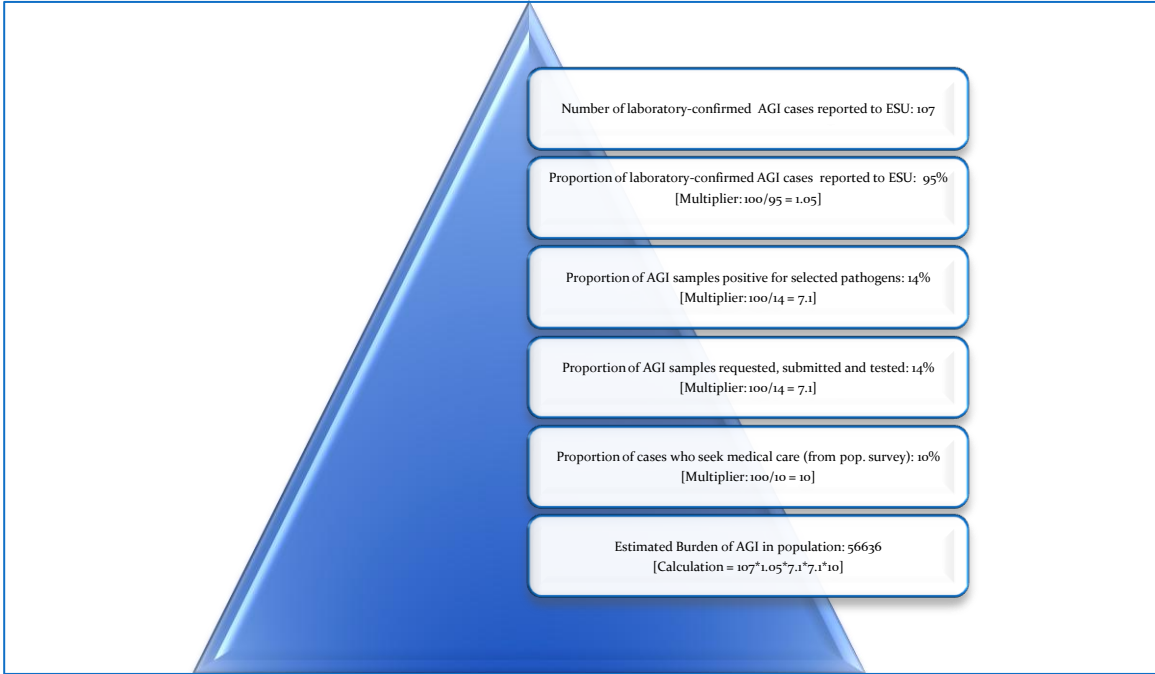 Number of laboratory-confirmed AGI cases reported to ESU: 107
Proportion of laboratory-confirmed AGI cases reported to ESU: 95%
[Multiplier: 100/95 = 1.05]
Proportion of AGI samples positive for selected pathogens: 14%
[Multiplier: 100/14 = 7.1]
Proportion of AGI samples requested, submitted and tested: 14%
[Multiplier: 100/14 = 7.1]
Proportion of cases who seek medical care (from pop. survey): 10%
[Multiplier: 100/10 = 10]
Estimated Burden of AGI in population: 56636
[Calculation = 107*1.05*7.1*7.1*10]